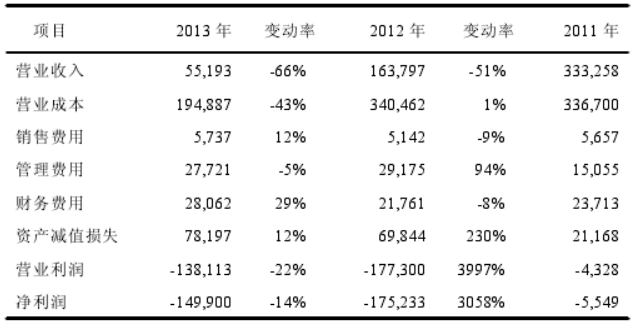 项目 2013 年 变动率 2012 年 变动率 2011 年
营业收入 55,193 -66% 163,797 -51% 333,258
营业成本 194,887 -43% 340,462 1% 336,700
销售费用 5,737 12% 5,142 -9% 5,657
管理费用 27,721 -5% 29,175 94% 15,055
财务费用 28,062 29% 21,761 -8% 23,713
资产减值损失 78,197 12% 69,844 230% 21,168
营业利润 -138,113 -22% -177,300 3997% -4,328
净利润 -149,900 -14% -175,233 3058% -5,549